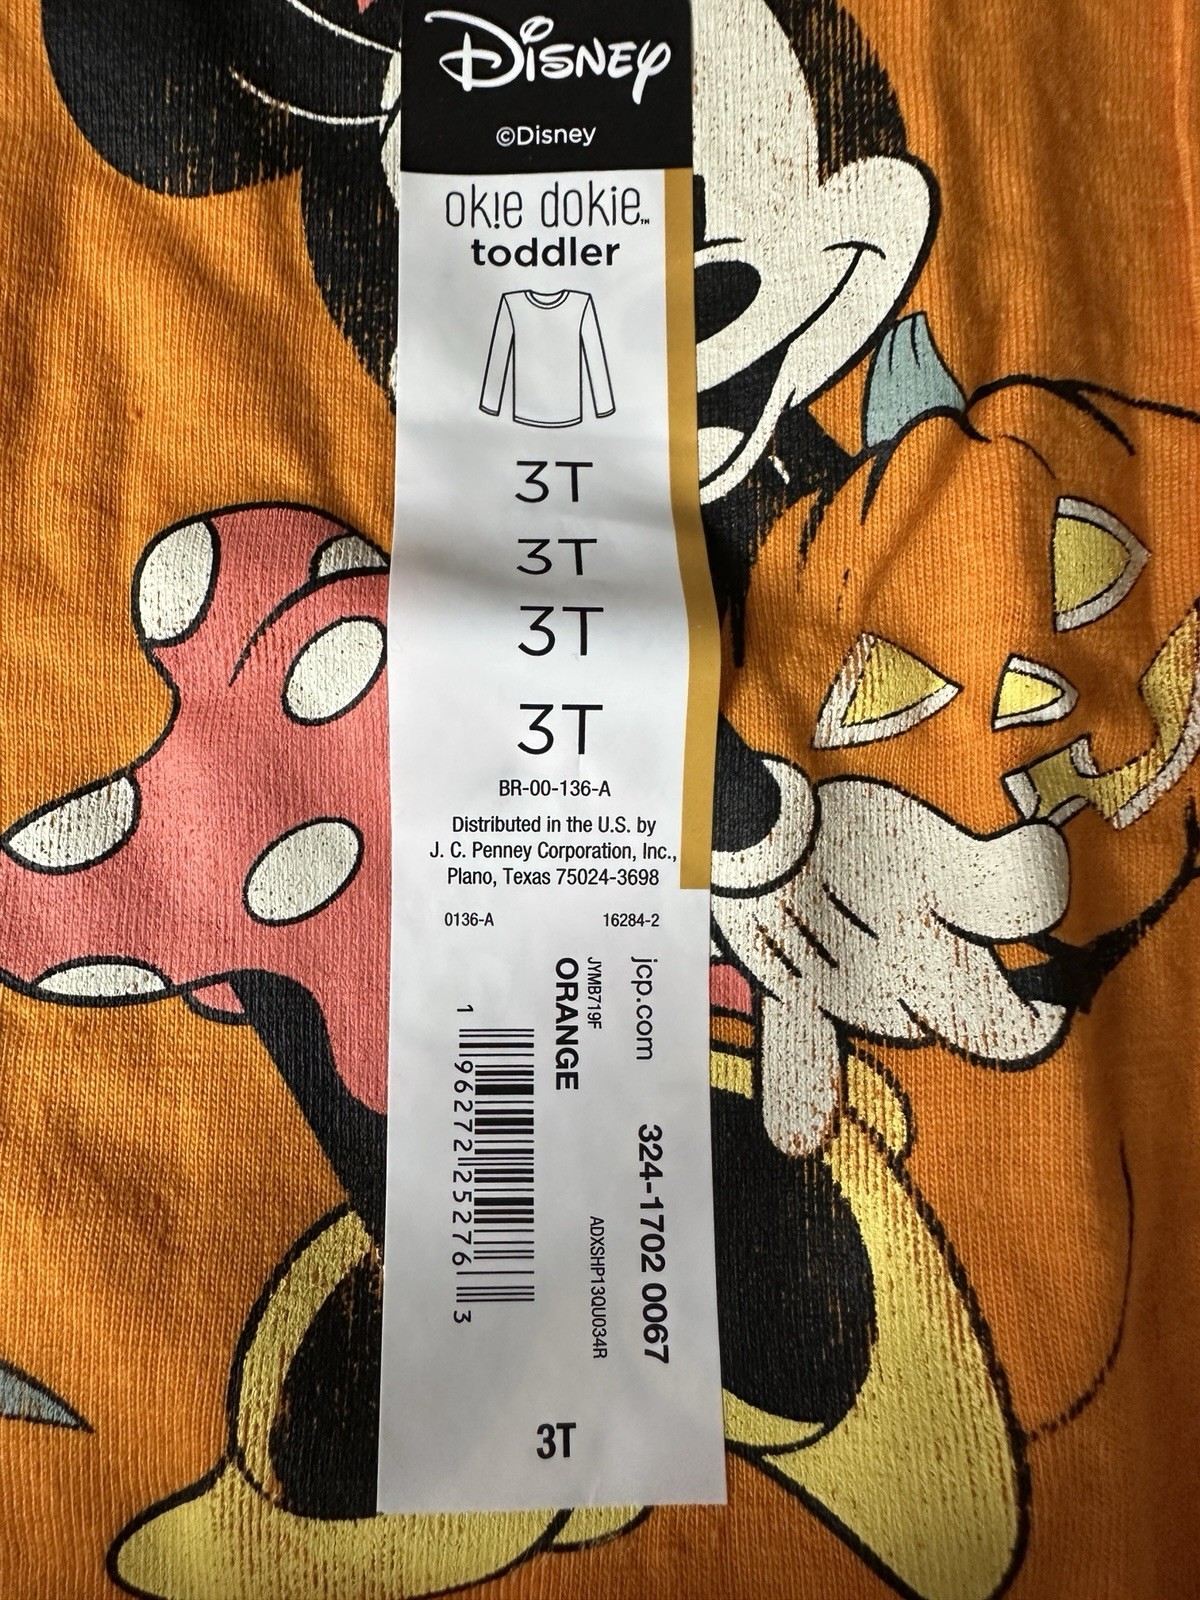 Disney
©Disney
ok!e dokie™
toddler
3T
3T
3T
3T
BR-00-136-A
Distributed in the U.S. by
J. C. Penney Corporation, Inc.,
Plano, Texas 75024-3698
0136-A 16284-2
jcp.com 324-1702 0067
JYMB719F ADXSHP13QU034R
ORANGE
1 96272 25276 3
3T